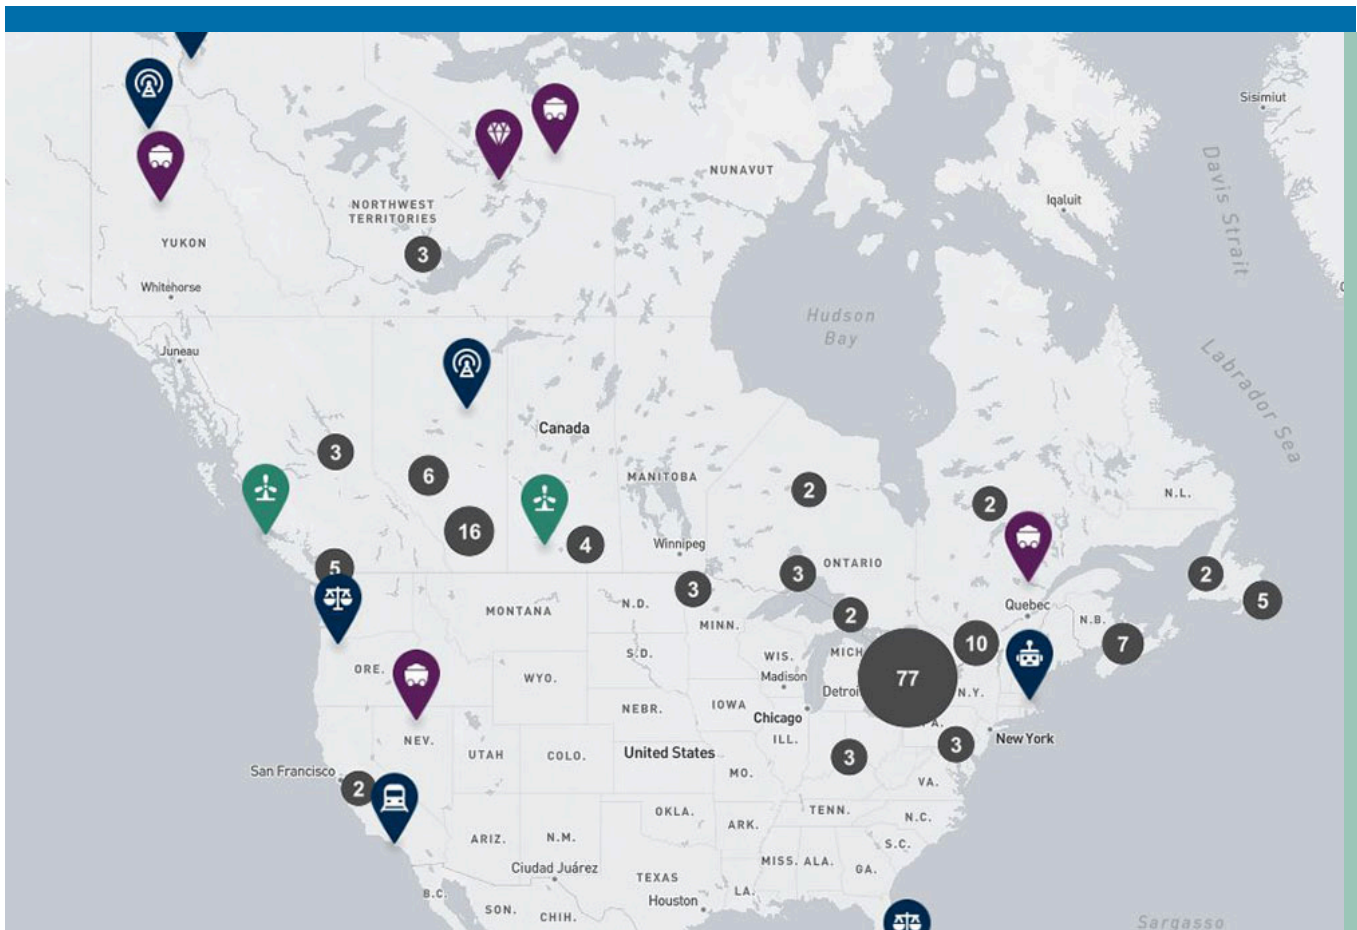 Sisimiut
Davis Strait
NUNAVUT
Iqaluit
NORTHWEST
TERRITORIES
YUKON
3
Whitehorse
Hudson
Bay
Juneau
Labrador Sea
Canada
3
6
MANITOBA
2
2
N.L.
16
4
Winnipeg
5
3
ONTARIO
2
3
5
MONTANA
N.D.
MINN.
2
Quebec
N.B.
10
7
S.D.
WIS.
MICH
ORE.
WYO.
Madison
Detroi
77
N.Y.
NEBR.
IOWA
Chicago
NEV.
ILL.
New York
UTAH
COLO.
United States
3
3
San Francisco
MO.
VA.
2
OKLA.
TENN.
ARK.
N.C.
ARIZ.
N.M.
S.C.
MISS.
ALA.
GA.
Ciudad Juárez
TEXAS
LA.
B.C.
Houston
SON.
CHIH.
Sargasso